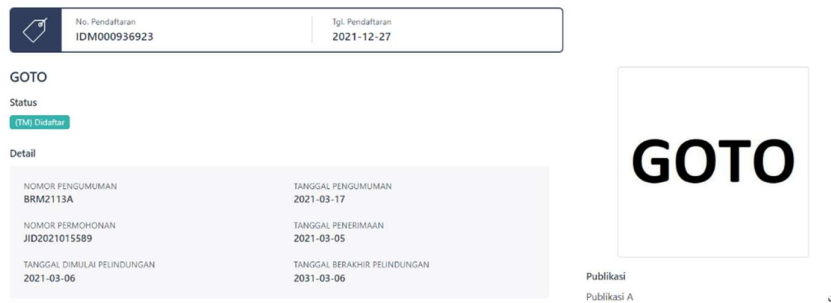 No. Pendaftaran
IDM000936923
Tgl. Pendaftaran
2021-12-27
GOTO
Status
(TM) Didaftar
Detail
NOMOR PENGUMUMAN
BRM2113A
TANGGAL PENGUMUMAN
2021-03-17
NOMOR PERMOHONAN
JID2021015589
TANGGAL PENERIMAAN
2021-03-05
TANGGAL DIMULAI PELINDUNGAN
2021-03-06
TANGGAL BERAKHIR PELINDUNGAN
2031-03-06
GOTO
Publikasi
Publikasi A